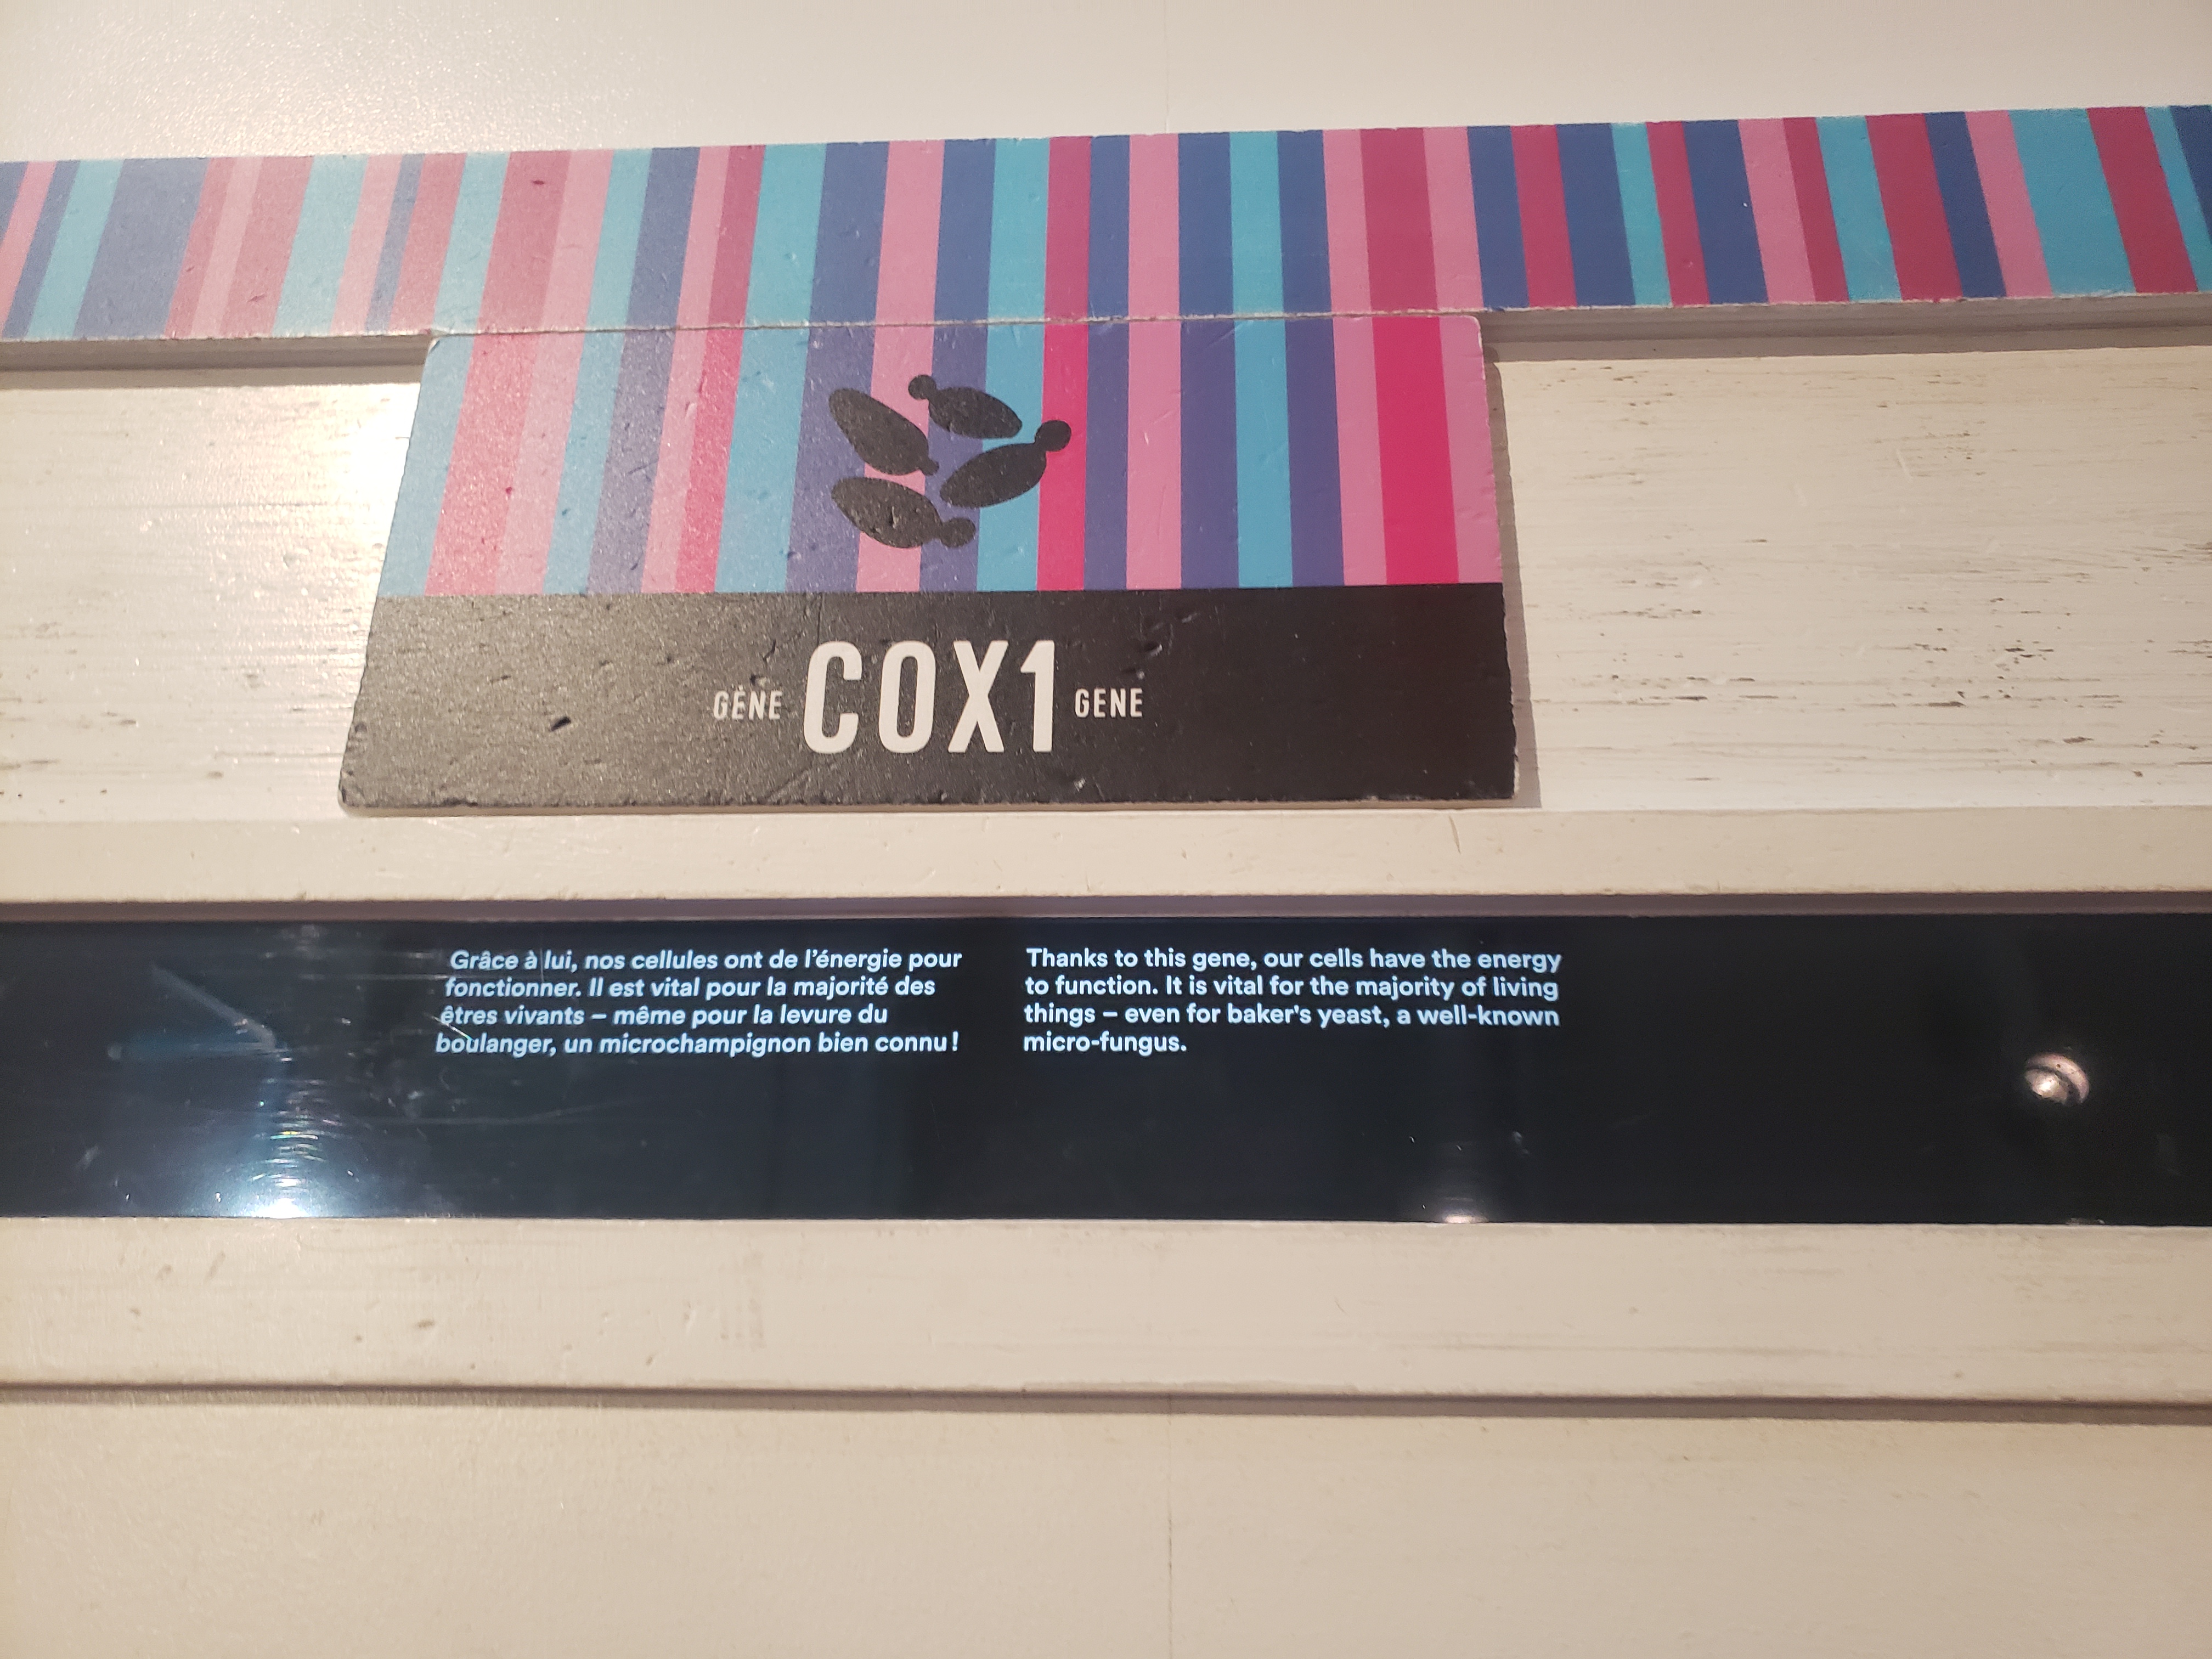 GÈNE COX1 GENE
Grâce à lui, nos cellules ont de l'énergie pour
fonctionner. Il est vital pour la majorité des
êtres vivants – même pour la levure du
boulanger, un microchampignon bien connu !
Thanks to this gene, our cells have the energy
to function. It is vital for the majority of living
things – even for baker's yeast, a well-known
micro-fungus.